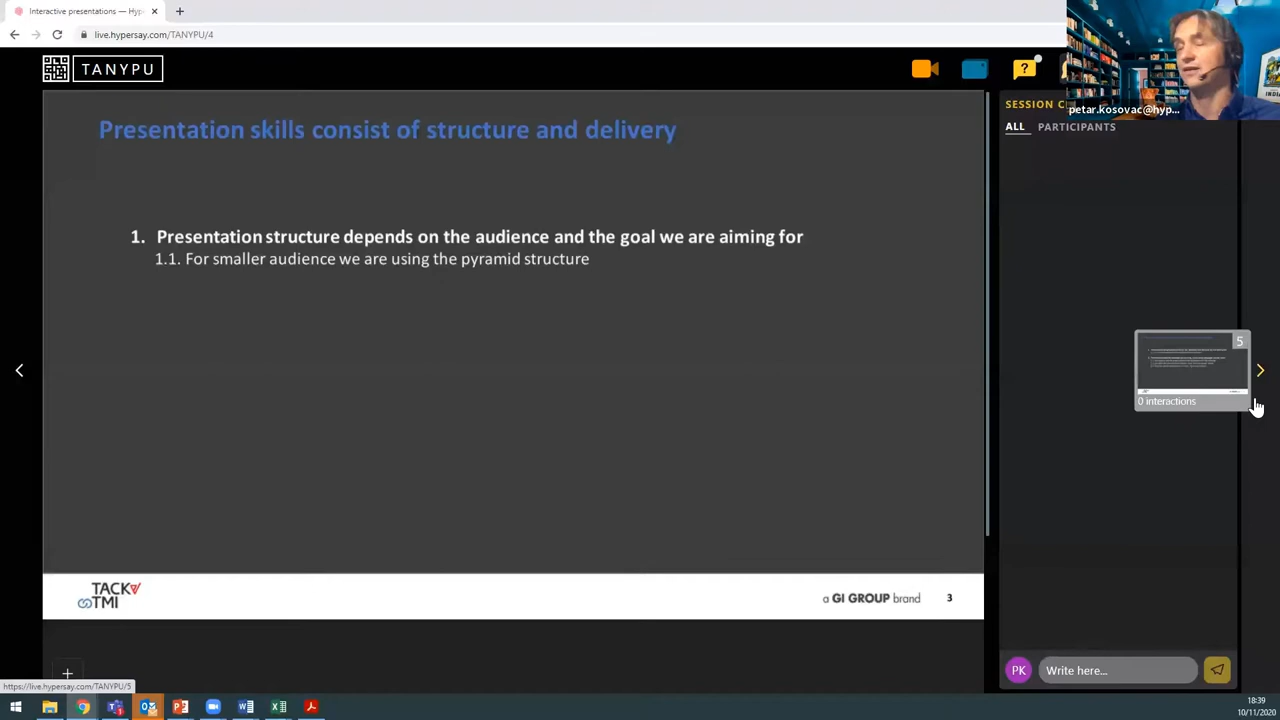 Interactive presentations — Hyp
live.hypersay.com/TANYPU/4
TANYPU
?
petar.kosovac@hyp...
SESSION C
ALL PARTICIPANTS
Presentation skills consist of structure and delivery
1. Presentation structure depends on the audience and the goal we are aiming for
1.1. For smaller audience we are using the pyramid structure
5
0 interactions
TACK
TMI
a GI GROUP brand
3
PK
Write here...
https://live.hypersay.com/TANYPU/5
18:39
10/11/2020